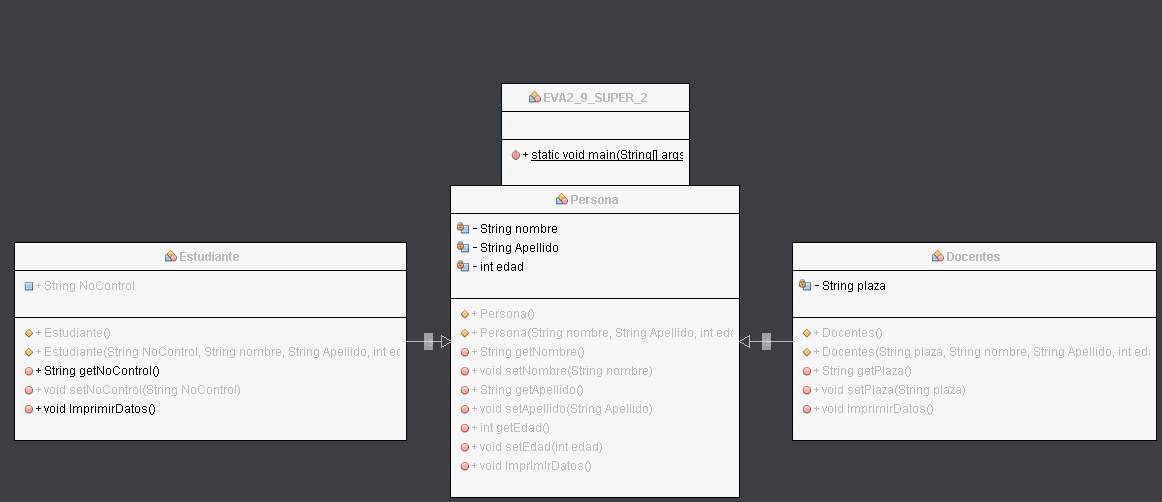 EVA2_9_SUPER_2
+ static void main(String[] args
Persona
- String nombre
- String Apellido
- int edad
+ Persona()
+ Persona(String nombre, String Apellido, int eda
+ String getNombre()
+ void setNombre(String nombre)
+ String getApellido()
+ void setApellido(String Apellido)
+ int getEdad()
+ void setEdad(int edad)
+ void ImprimirDatos()
Estudiante
+ String NoControl
+ Estudiante()
+ Estudiante(String NoControl, String nombre, String Apellido, int ec
+ String getNoControl()
+ void setNoControl(String NoControl)
+ void ImprimirDatos()
Docentes
- String plaza
+ Docentes()
+ Docentes(String plaza, String nombre, String Apellido, int eda
+ String getPlaza()
+ void setPlaza(String plaza)
+ void ImprimirDatos()